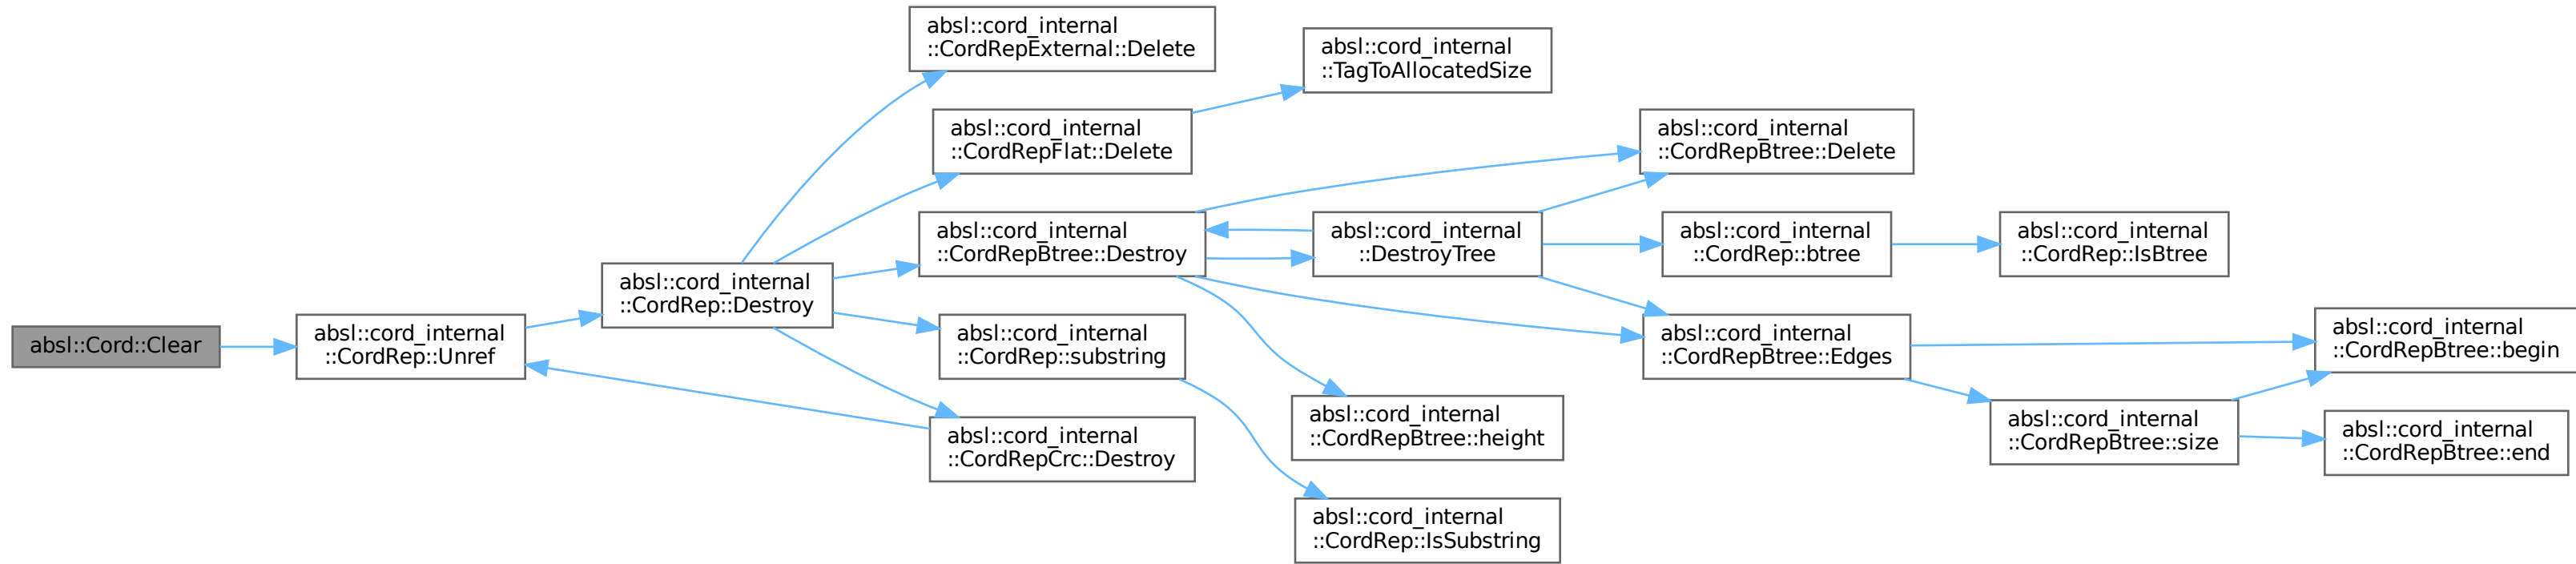 absl::Cord::Clear
absl::cord_internal
::CordRep::Unref
absl::cord_internal
::CordRep::Destroy
absl::cord_internal
::CordRepExternal::Delete
absl::cord_internal
::CordRepFlat::Delete
absl::cord_internal
::TagToAllocatedSize
absl::cord_internal
::CordRepBtree::Destroy
absl::cord_internal
::DestroyTree
absl::cord_internal
::CordRepBtree::Delete
absl::cord_internal
::CordRep::btree
absl::cord_internal
::CordRep::IsBtree
absl::cord_internal
::CordRepBtree::Edges
absl::cord_internal
::CordRepBtree::begin
absl::cord_internal
::CordRepBtree::size
absl::cord_internal
::CordRepBtree::end
absl::cord_internal
::CordRepBtree::height
absl::cord_internal
::CordRep::substring
absl::cord_internal
::CordRep::IsSubstring
absl::cord_internal
::CordRepCrc::Destroy